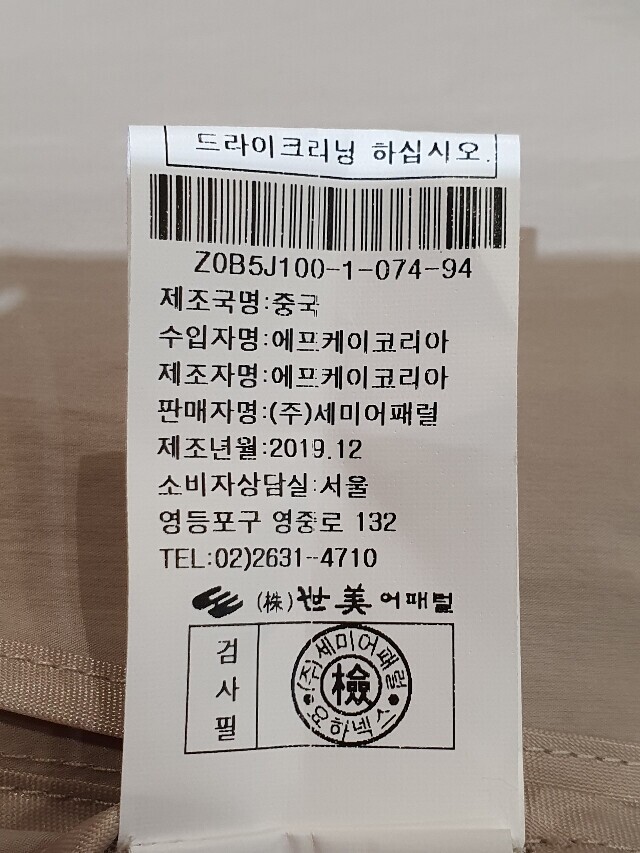 드라이크리닝 하십시오.
Z0B5J100-1-074-94
제조국명:중국
수입자명:에프케이코리아
제조자명:에프케이코리아
판매자명:(주)세미어패럴
제조년월:2019.12
소비자상담실:서울
영등포구 영중로 132
TEL:02)2631-4710
(株)世美어패럴
검사필
(주)세미어패럴
檢
요하넥스